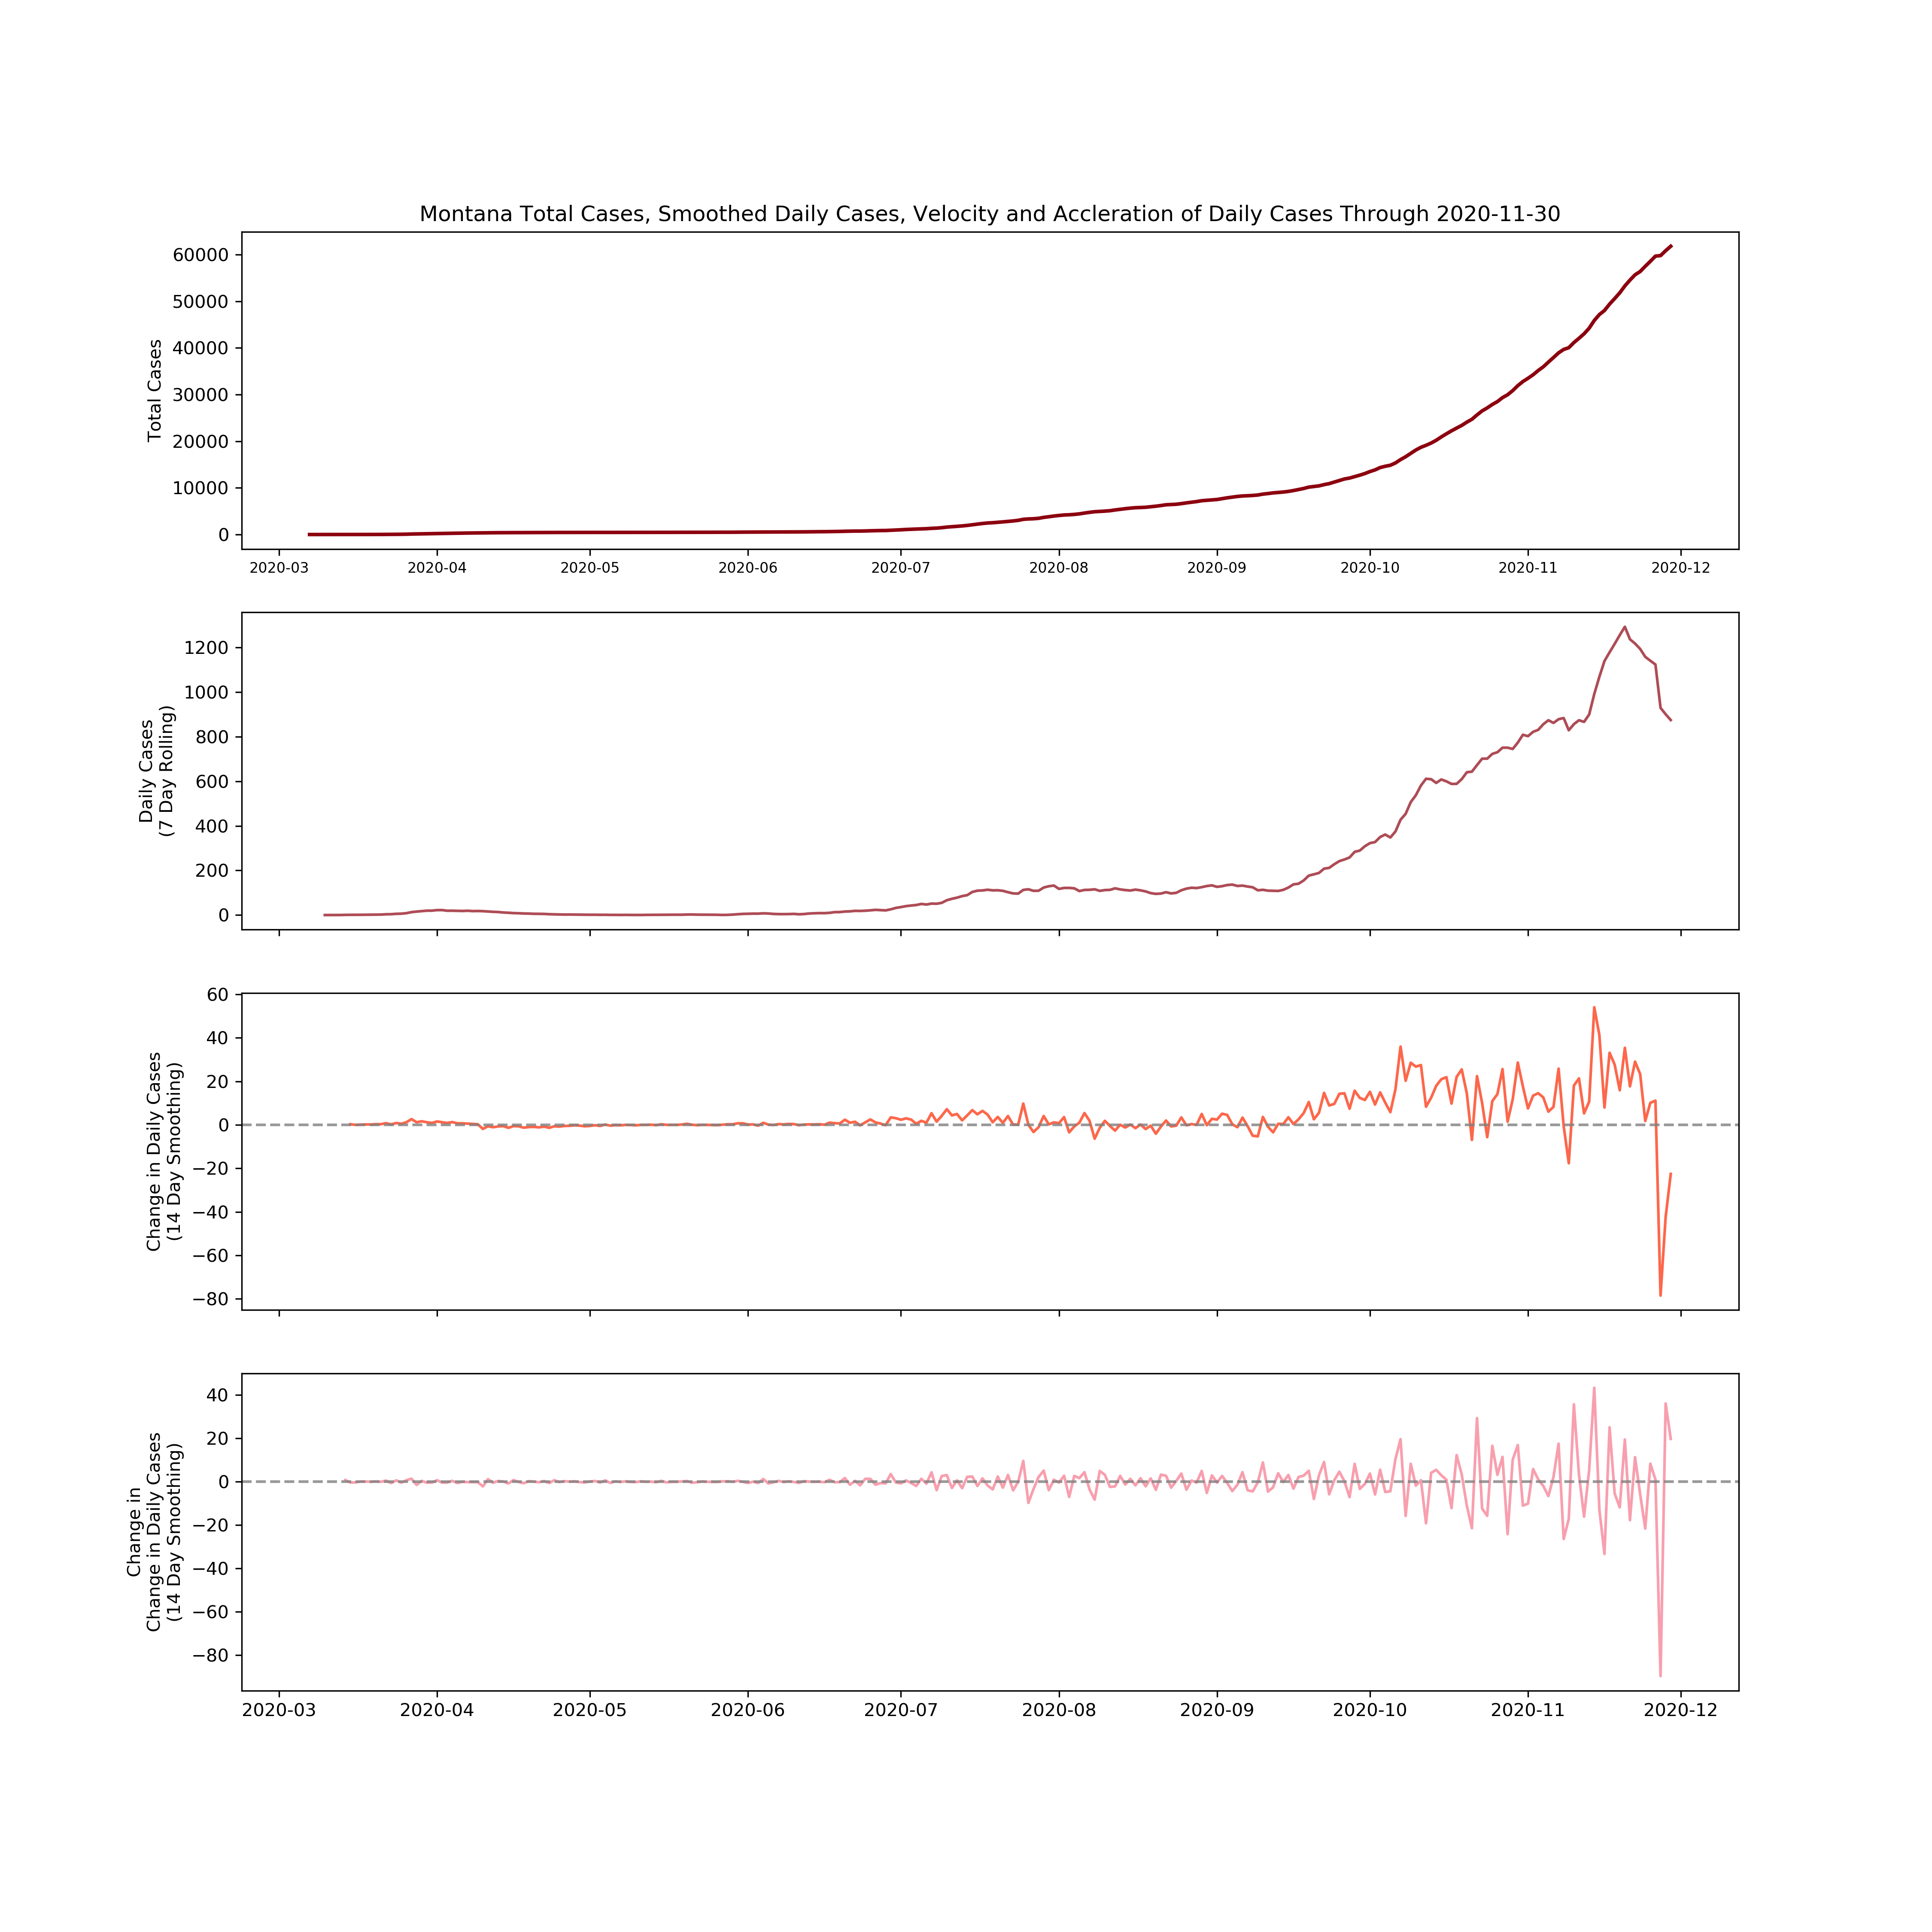 Montana Total Cases, Smoothed Daily Cases, Velocity and Accleration of Daily Cases Through 2020-11-30
Total Cases
60000
50000
40000
30000
20000
10000
0
2020-03 2020-04 2020-05 2020-06 2020-07 2020-08 2020-09 2020-10 2020-11 2020-12
Daily Cases
(7 Day Rolling)
1200
1000
800
600
400
200
0
Change in Daily Cases
(14 Day Smoothing)
60
40
20
0
−20
−40
−60
−80
Change in
Change in Daily Cases
(14 Day Smoothing)
40
20
0
−20
−40
−60
−80
2020-03 2020-04 2020-05 2020-06 2020-07 2020-08 2020-09 2020-10 2020-11 2020-12